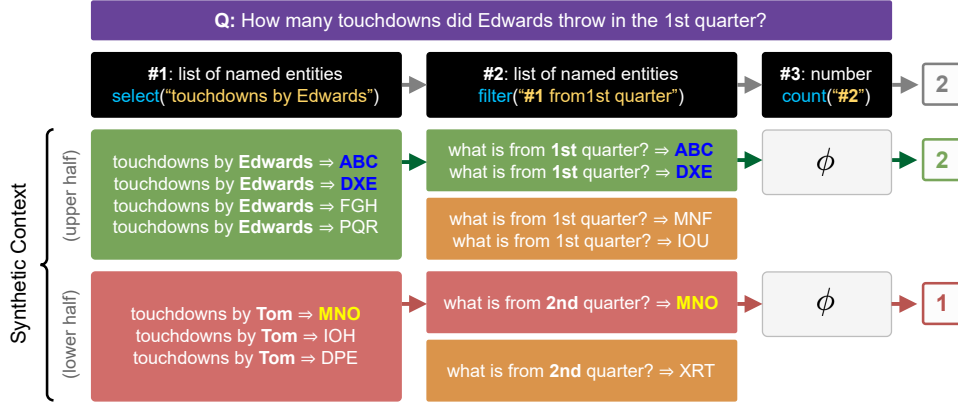 Q: How many touchdowns did Edwards throw in the 1st quarter?
#1: list of named entities
select(“touchdowns by Edwards”)
#2: list of named entities
filter(“#1 from1st quarter”)
#3: number
count(“#2”)
2
Synthetic Context
(upper half)
touchdowns by Edwards ⇒ ABC
touchdowns by Edwards ⇒ DXE
touchdowns by Edwards ⇒ FGH
touchdowns by Edwards ⇒ PQR
what is from 1st quarter? ⇒ ABC
what is from 1st quarter? ⇒ DXE
what is from 1st quarter? ⇒ MNF
what is from 1st quarter? ⇒ IOU
ϕ
2
(lower half)
touchdowns by Tom ⇒ MNO
touchdowns by Tom ⇒ IOH
touchdowns by Tom ⇒ DPE
what is from 2nd quarter? ⇒ MNO
what is from 2nd quarter? ⇒ XRT
ϕ
1